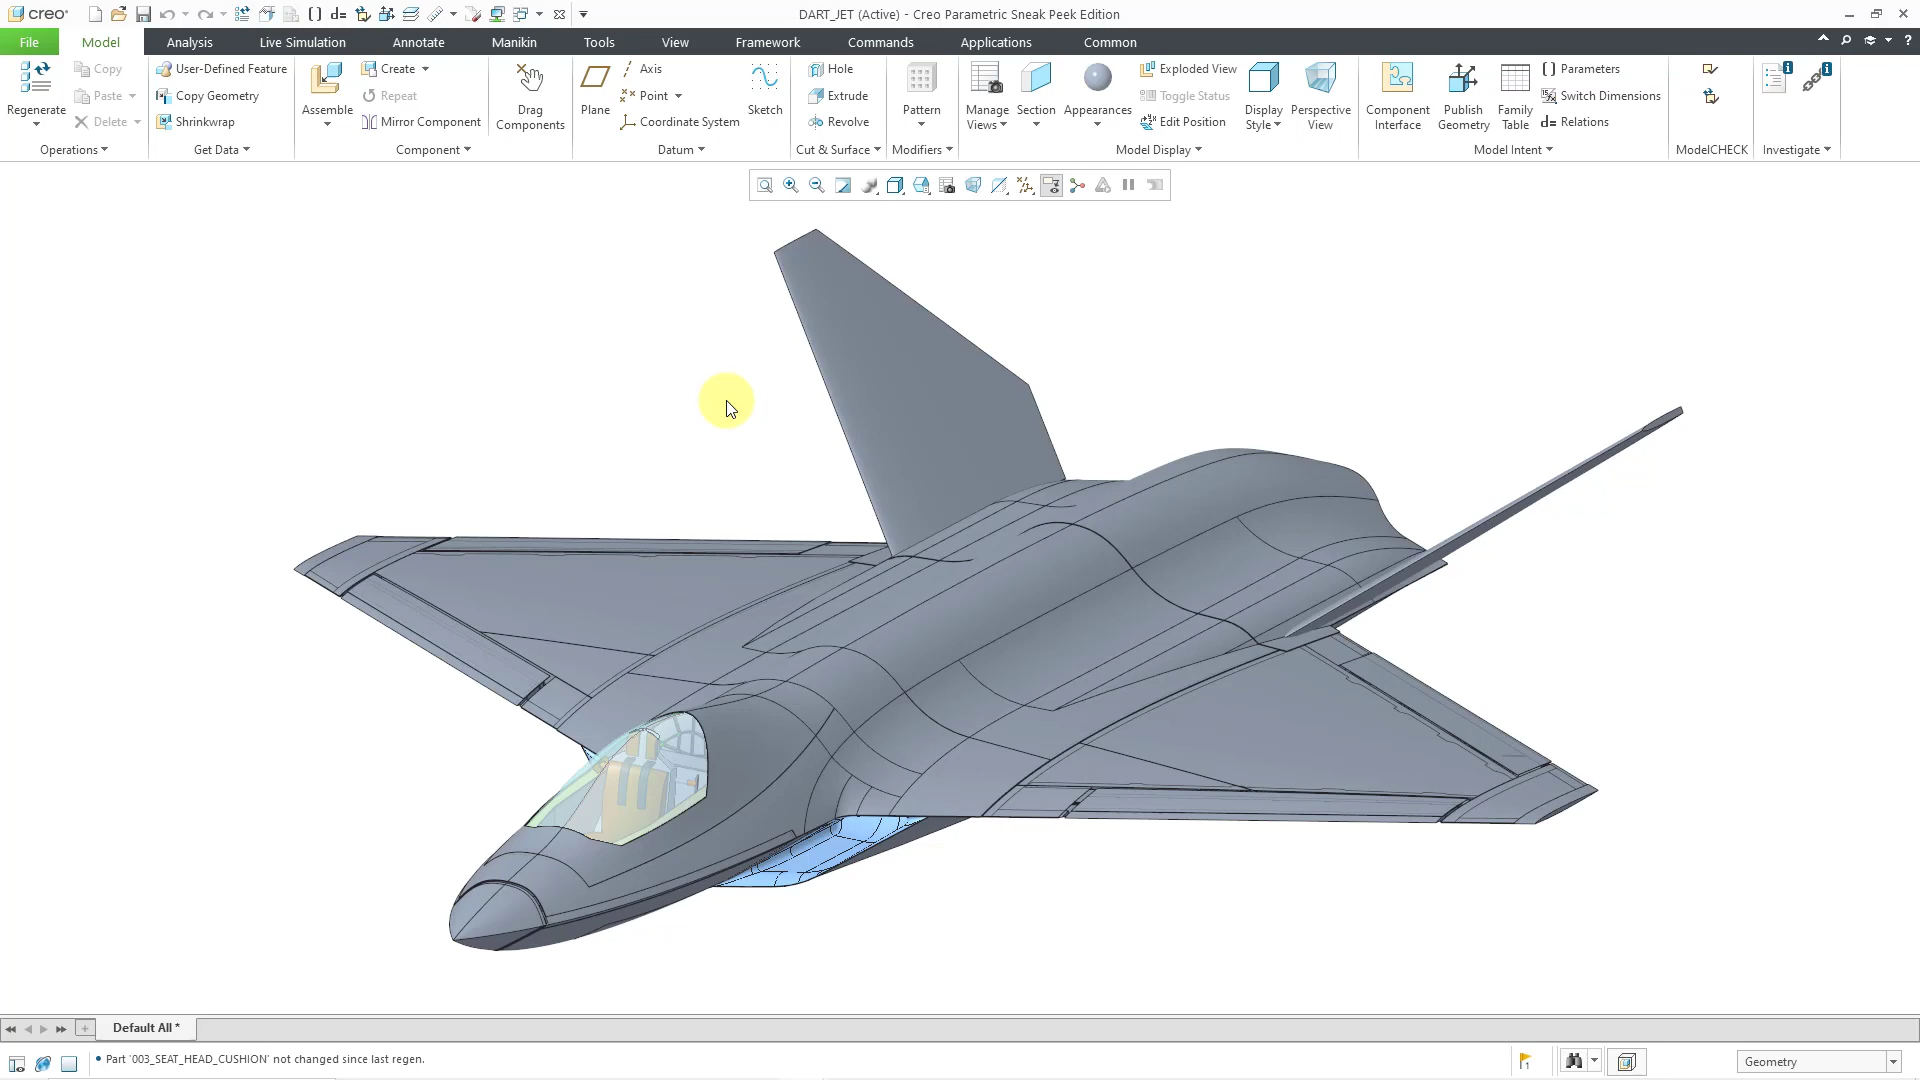 creo
DART_JET (Active) - Creo Parametric Sneak Peek Edition
File Model Analysis Live Simulation Annotate Manikin Tools View Framework Commands Applications Common
Regenerate
Copy
Paste
Delete
Operations
User-Defined Feature
Copy Geometry
Shrinkwrap
Get Data
Assemble
Create
Repeat
Mirror Component
Component
Drag
Components
Plane
Axis
Point
Coordinate System
Sketch
Datum
Hole
Extrude
Revolve
Cut & Surface
Pattern
Modifiers
Manage
Views
Section
Appearances
Exploded View
Toggle Status
Edit Position
Display
Style
Perspective
View
Model Display
Component
Interface
Publish
Geometry
Family
Table
Parameters
Switch Dimensions
d= Relations
Model Intent
ModelCHECK
Investigate
Default All *
Part '003_SEAT_HEAD_CUSHION' not changed since last regen.
1
Geometry